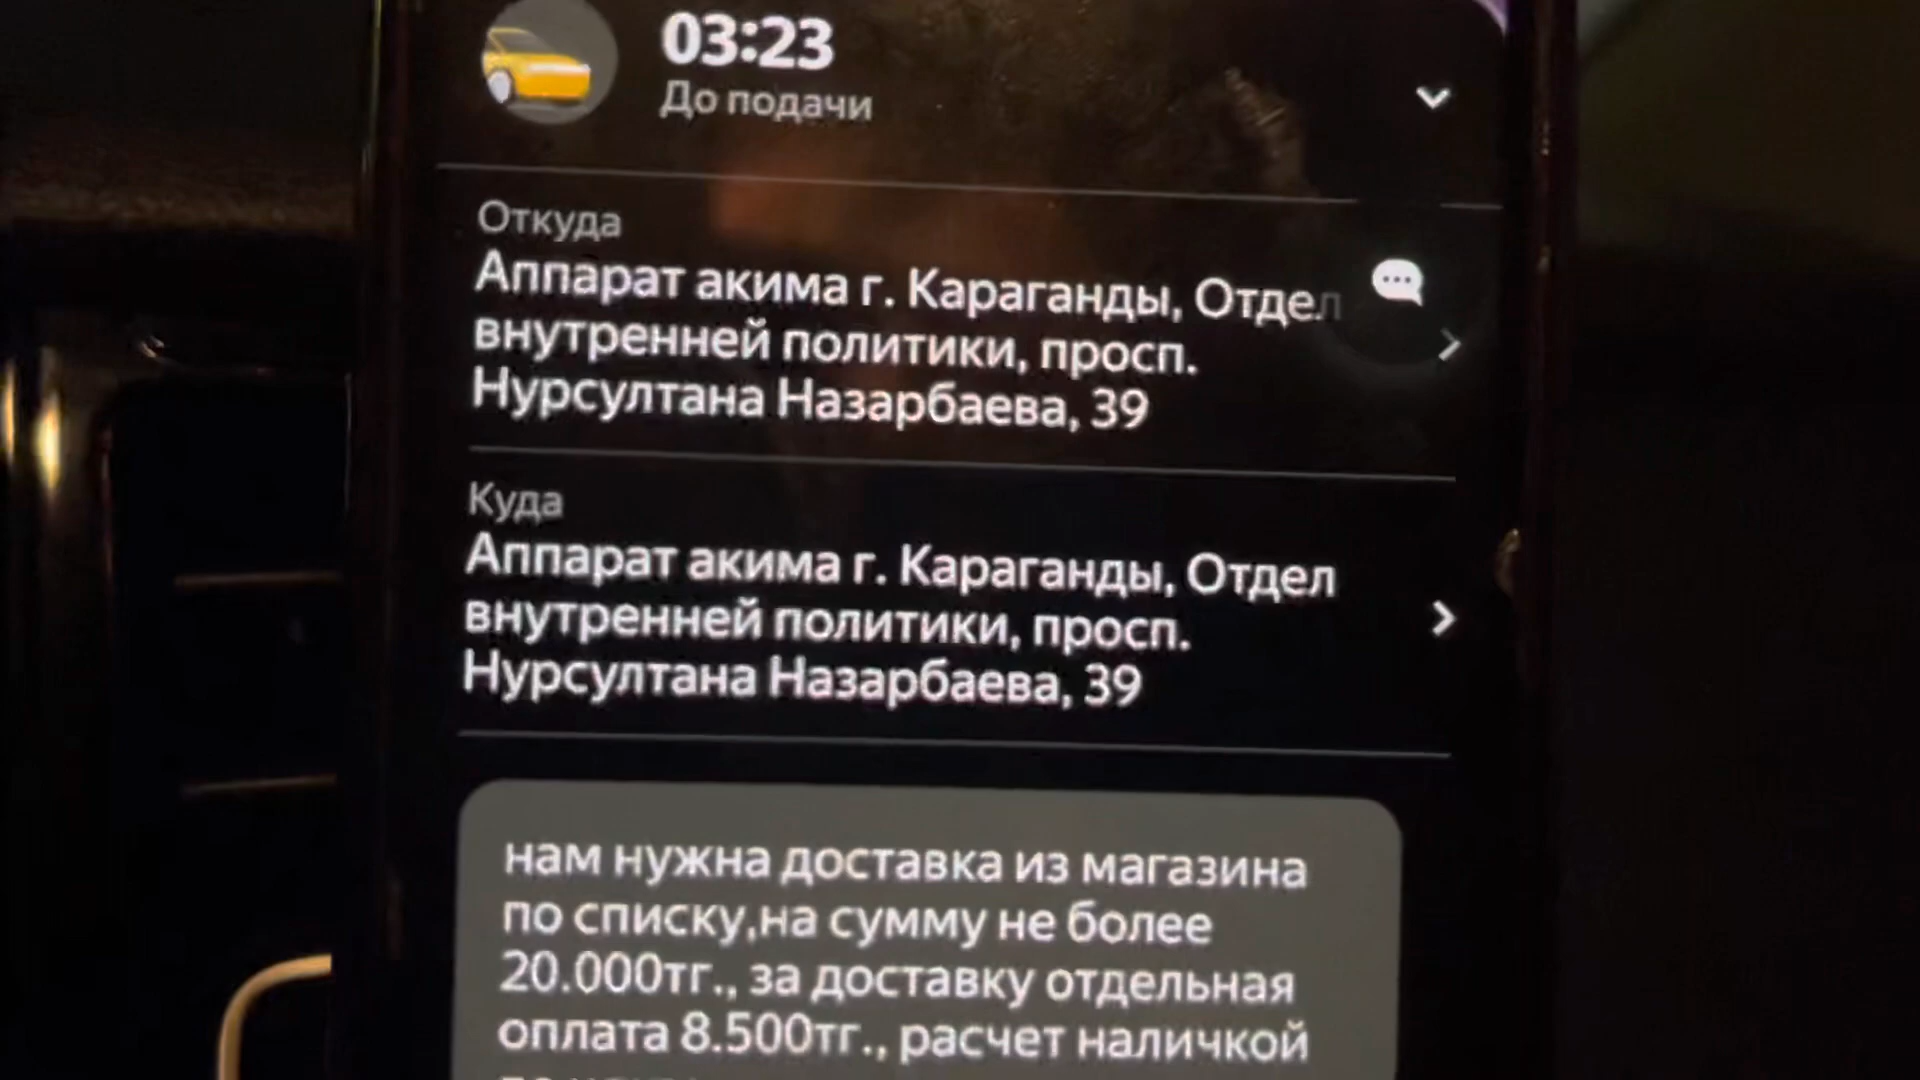 03:23
До подачи
Откуда
Аппарат акима г. Караганды, Отдел
внутренней политики, просп.
Нурсултана Назарбаева, 39
Куда
Аппарат акима г. Караганды, Отдел
внутренней политики, просп.
Нурсултана Назарбаева, 39
нам нужна доставка из магазина
по списку,на сумму не более
20.000тг., за доставку отдельная
оплата 8.500тг., расчет наличкой